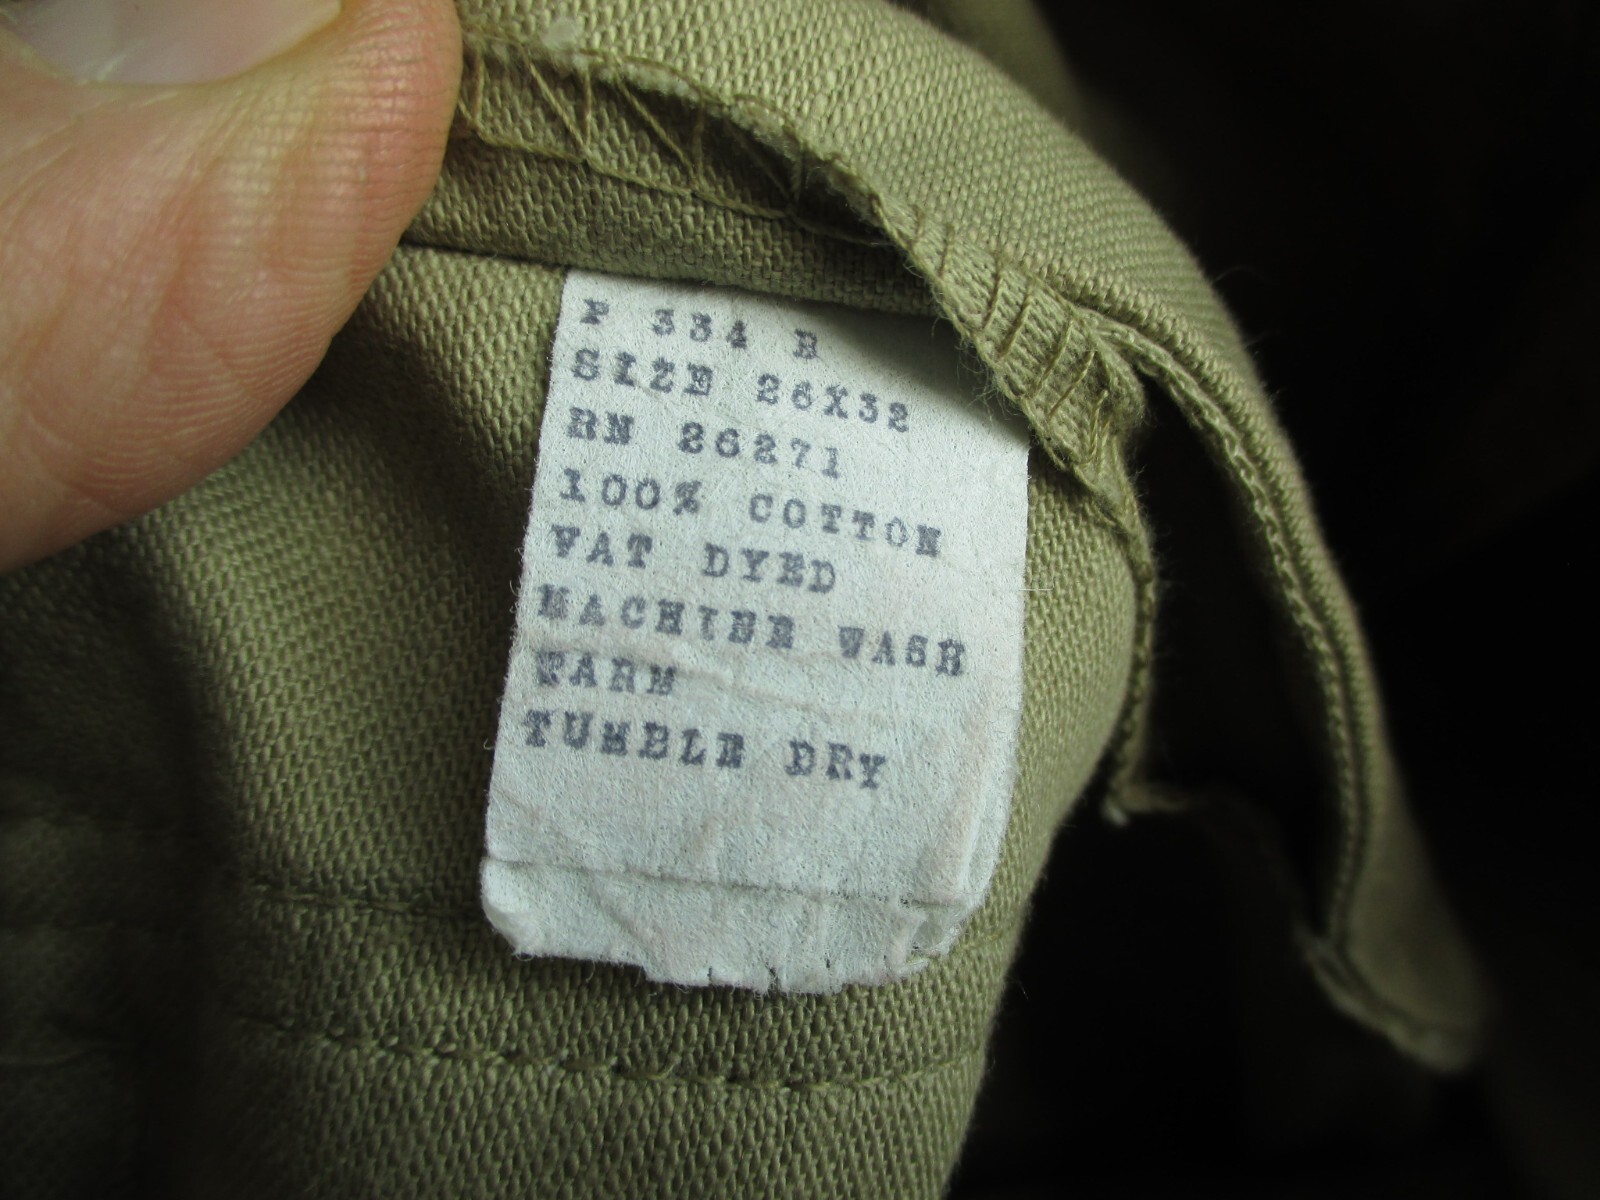 P 334 B
SIZE 26X32
RN 26271
100% COTTON
VAT DYED
MACHINE WASH
WARM
TUMBLE DRY